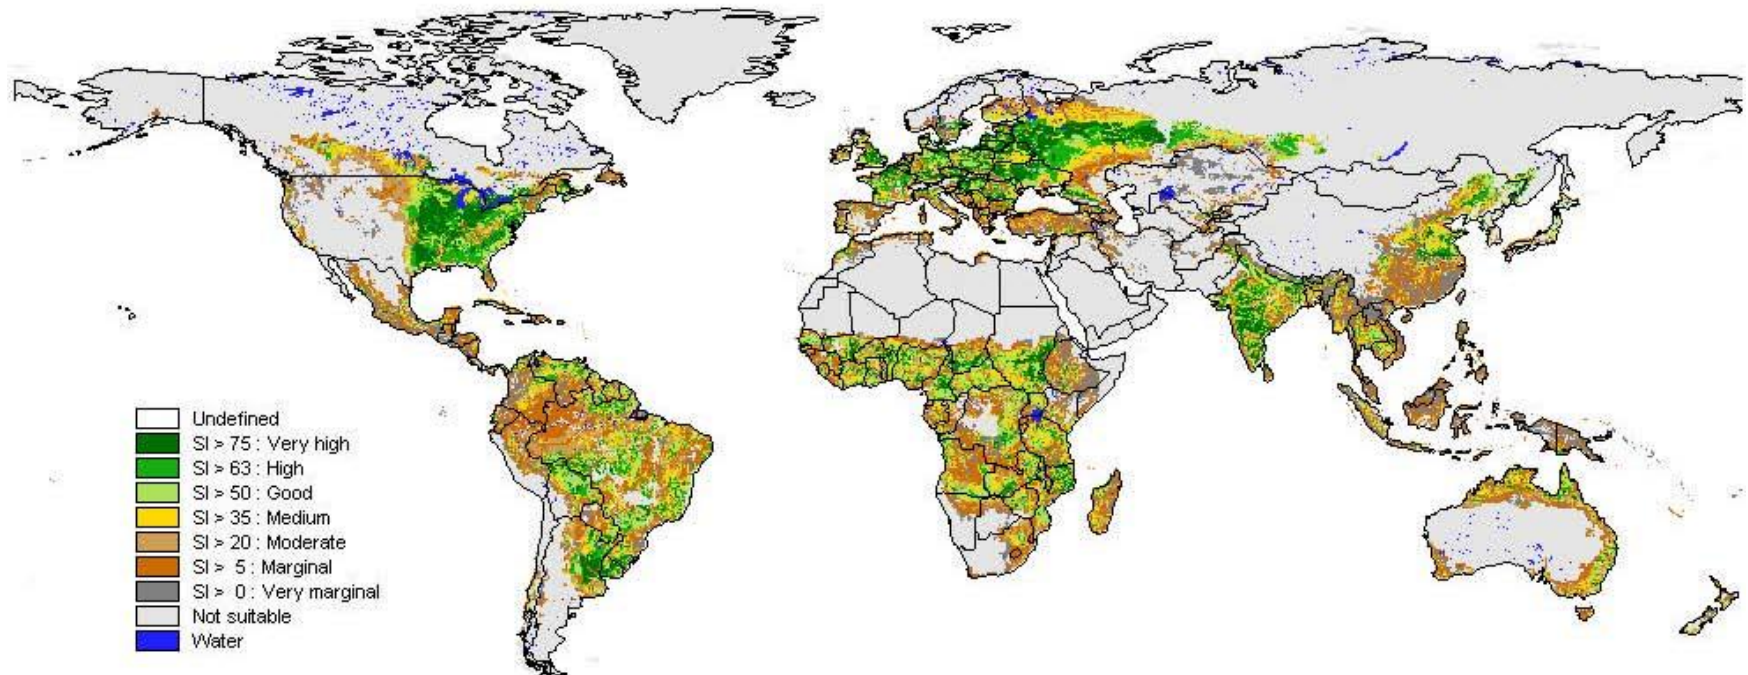 Undefined
SI > 75 : Very high
SI > 63 : High
SI > 50 : Good
SI > 35 : Medium
SI > 20 : Moderate
SI > 5 : Marginal
SI > 0 : Very marginal
Not suitable
Water